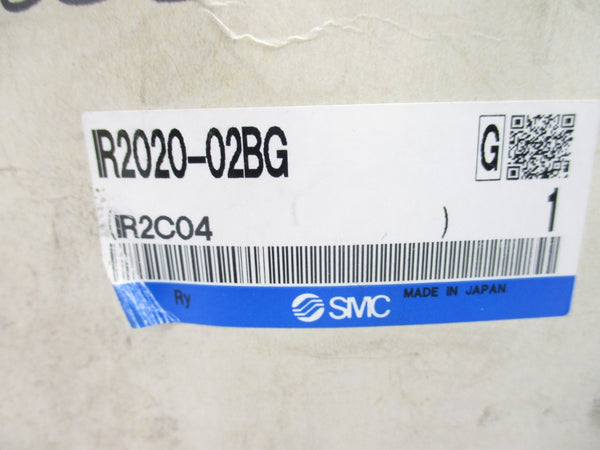 IR2020-02BG
G
(IR2C04 )
1
Ry
SMC
MADE IN JAPAN